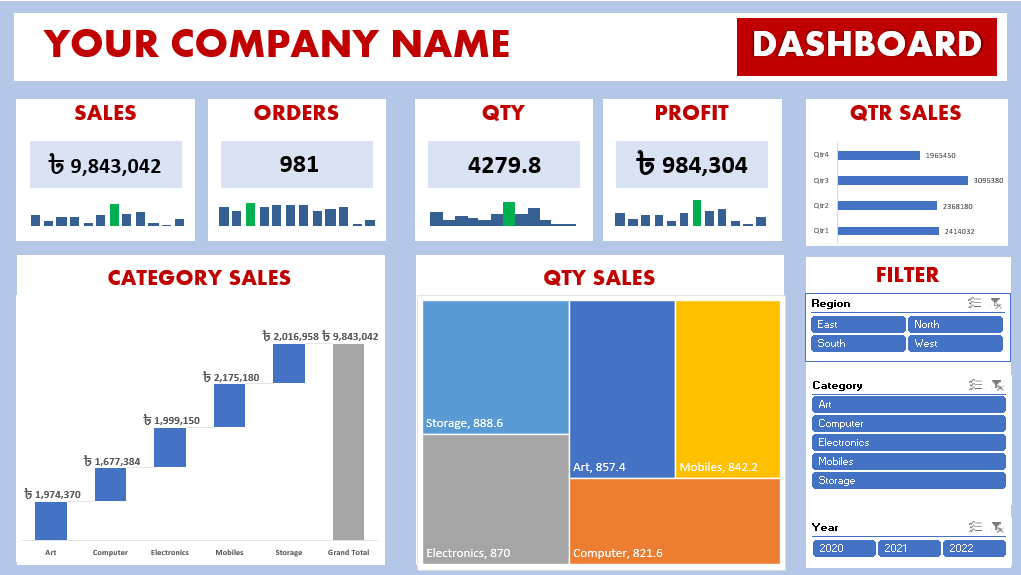 YOUR COMPANY NAME
DASHBOARD
SALES
৳ 9,843,042
ORDERS
981
QTY
4279.8
PROFIT
৳ 984,304
QTR SALES
Qtr4 1965450
Qtr3 3095380
Qtr2 2368180
Qtr1 2414032
CATEGORY SALES
৳ 2,016,958 ৳ 9,843,042
৳ 2,175,180
৳ 1,999,150
৳ 1,677,384
৳ 1,974,370
Art Computer Electronics Mobiles Storage Grand Total
QTY SALES
Storage, 888.6
Art, 857.4
Mobiles, 842.2
Electronics, 870
Computer, 821.6
FILTER
Region
East North
South West
Category
Art
Computer
Electronics
Mobiles
Storage
Year
2020 2021 2022